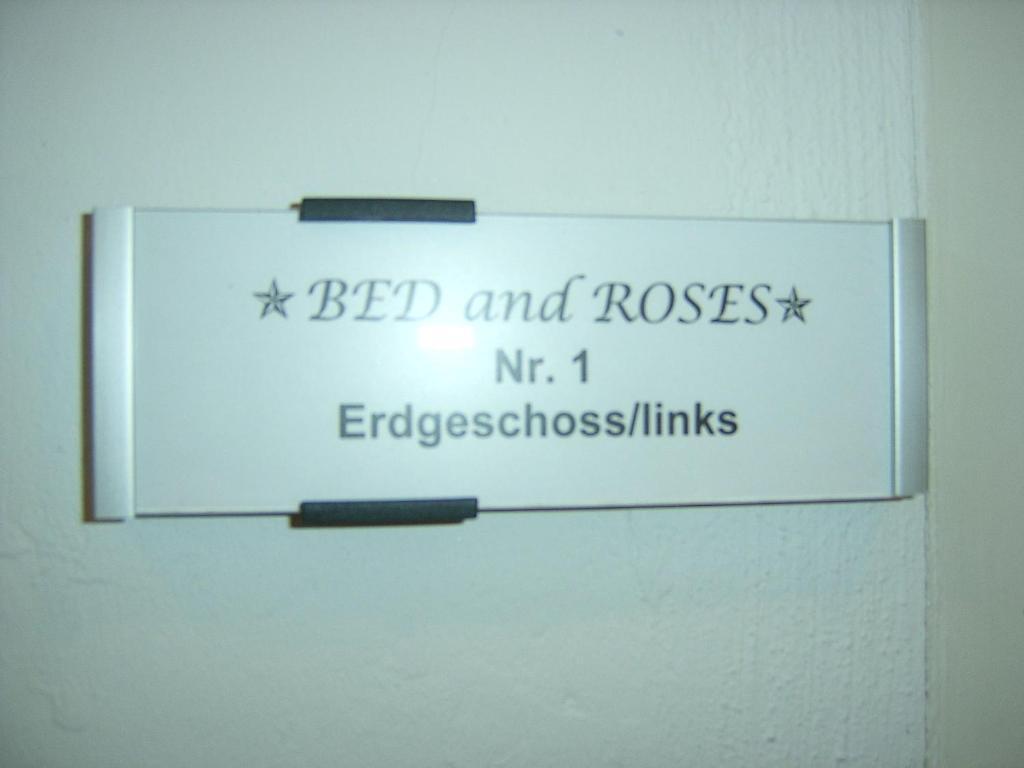 ★ BED and ROSES ★
Nr. 1
Erdgeschoss/links